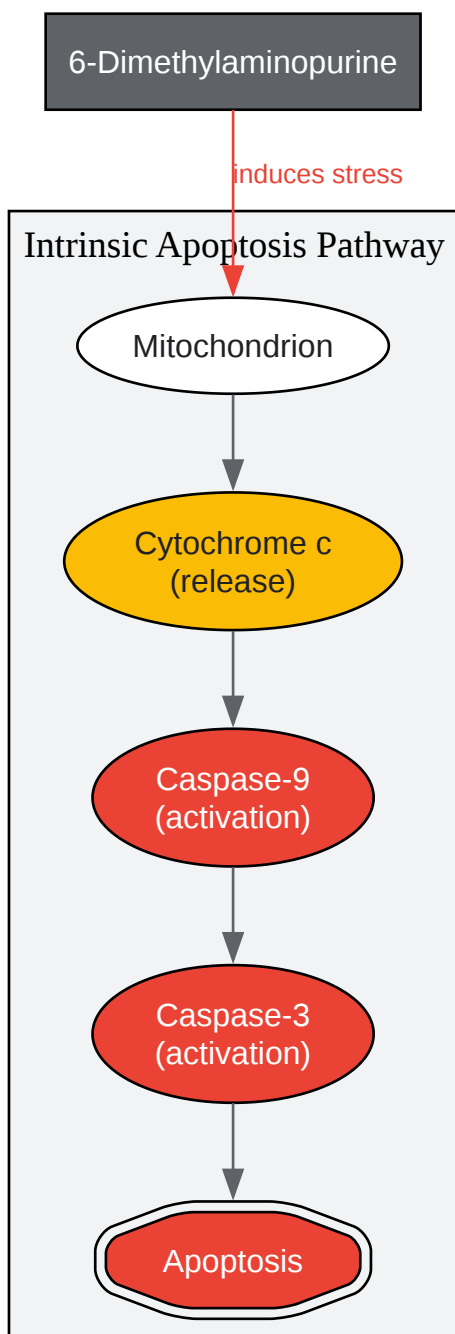 6-Dimethylaminopurine
induces stress
Intrinsic Apoptosis Pathway
Mitochondrion
Cytochrome c
(release)
Caspase-9
(activation)
Caspase-3
(activation)
Apoptosis